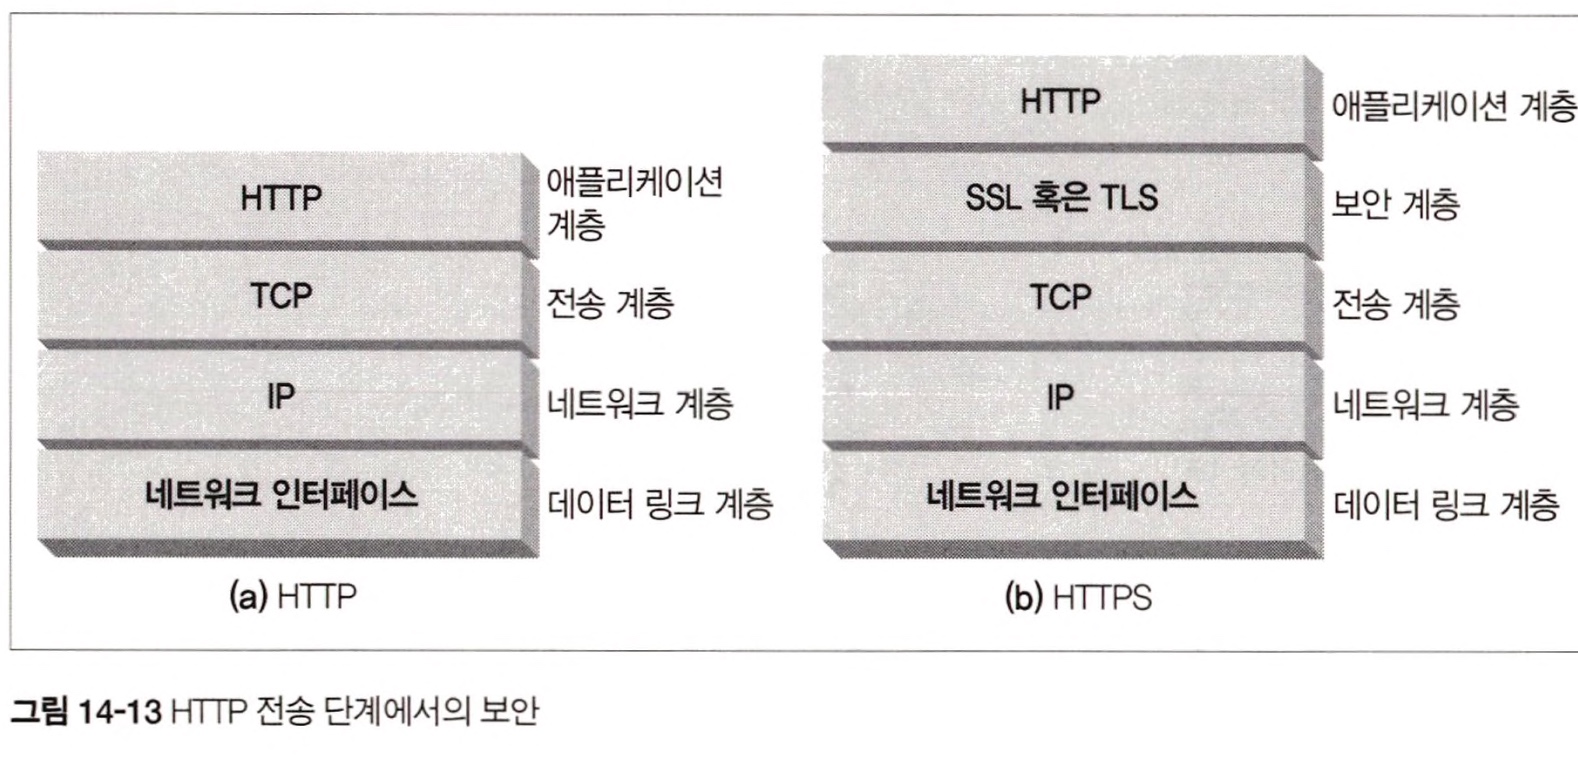 HTTP
애플리케이션
계층
TCP
전송 계층
IP
네트워크 계층
네트워크 인터페이스
데이터 링크 계층
(a) HTTP
HTTP
애플리케이션 계층
SSL 혹은 TLS
보안 계층
TCP
전송 계층
IP
네트워크 계층
네트워크 인터페이스
데이터 링크 계층
(b) HTTPS
그림 14-13 HTTP 전송 단계에서의 보안